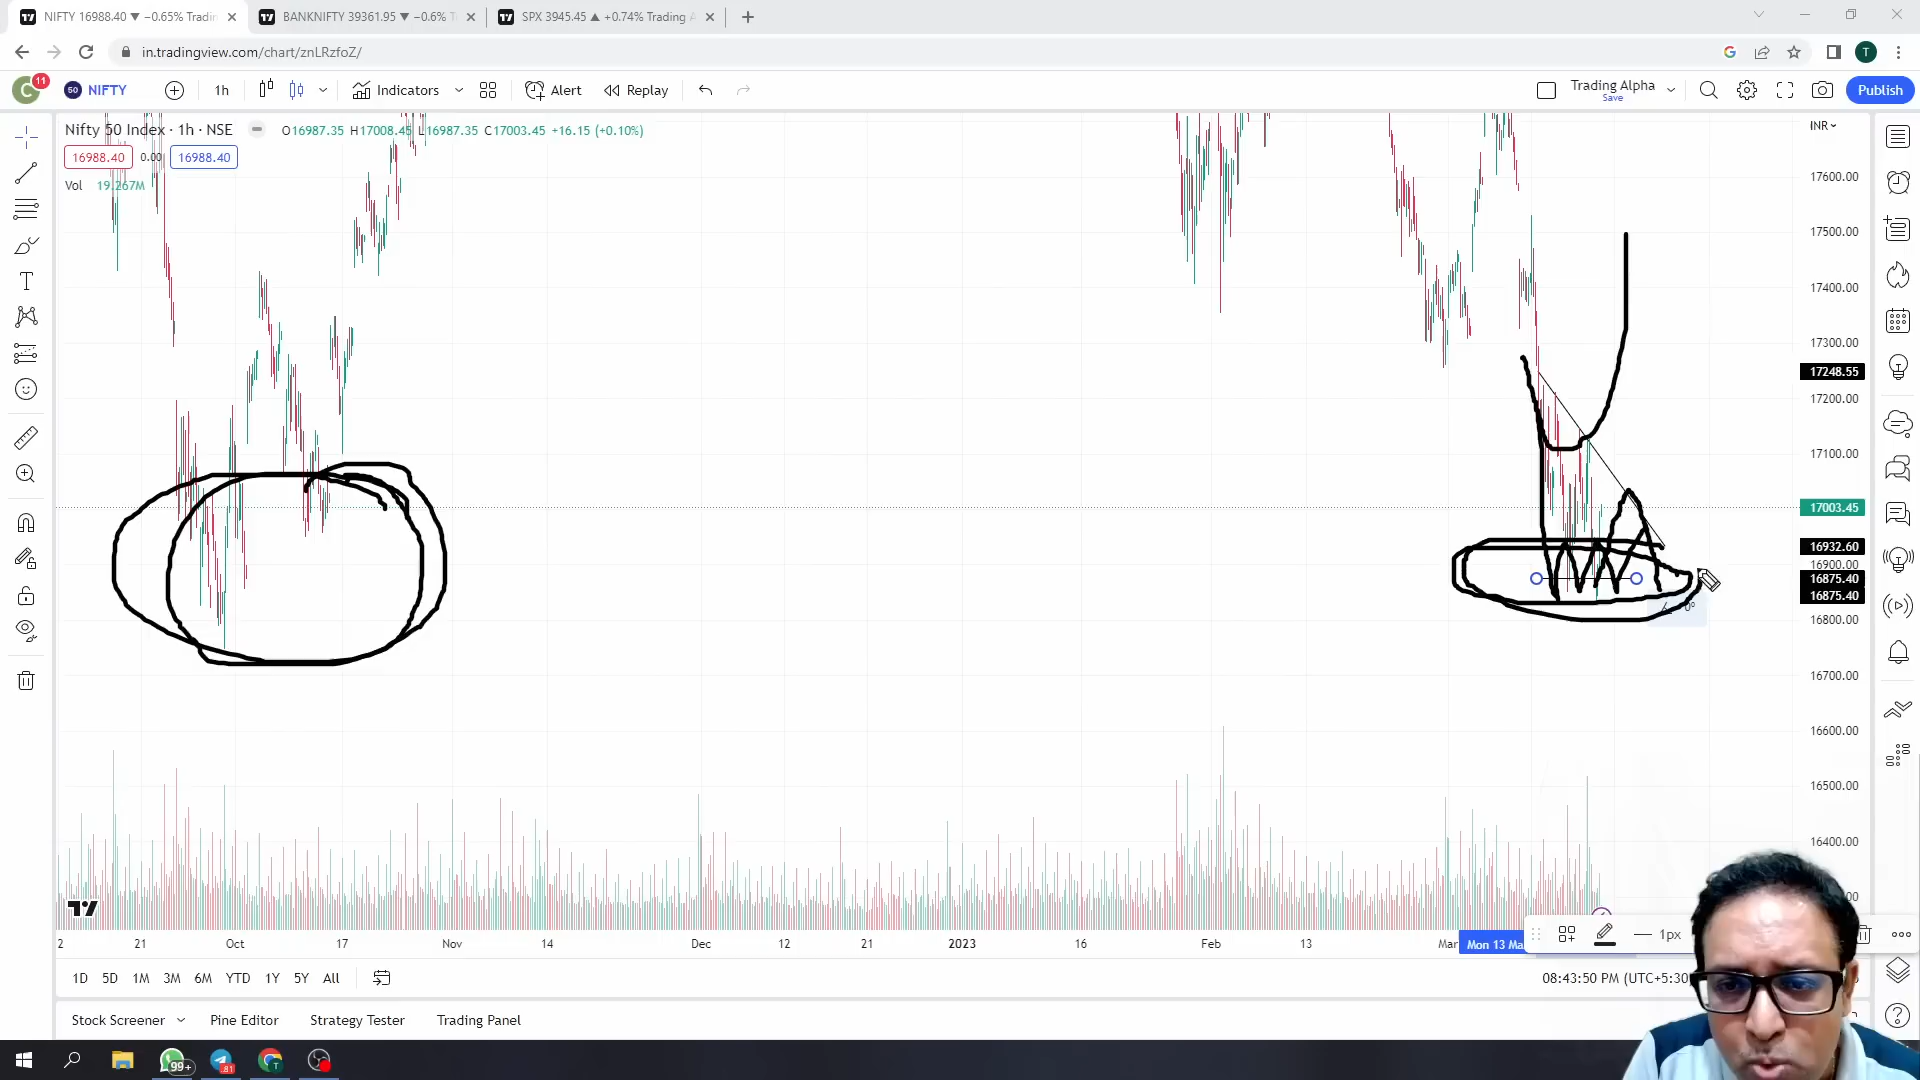 NIFTY 16988.40 ▼ −0.65% Tradin
BANKNIFTY 39361.95 ▼ −0.6% T
SPX 3945.45 ▲ +0.74% Trading A
in.tradingview.com/chart/znLRzfoZ/
T
C
11
50
NIFTY
1h
Indicators
Alert
Replay
Trading Alpha
Save
Publish
Nifty 50 Index · 1h · NSE
O16987.35 H17008.45 L16987.35 C17003.45 +16.15 (+0.10%)
INR
16988.40
0.00
16988.40
Vol 19.267M
17600.00
17500.00
17400.00
17300.00
17248.55
17200.00
17100.00
17003.45
16932.60
16900.00
16875.40
16875.40
16800.00
16700.00
16600.00
16500.00
16400.00
2
21
Oct
17
Nov
14
Dec
12
21
2023
16
Feb
13
Mar
Mon 13 Ma
1px
1D
5D
1M
3M
6M
YTD
1Y
5Y
All
08:43:50 PM (UTC+5:30)
Stock Screener
Pine Editor
Strategy Tester
Trading Panel
99+
81